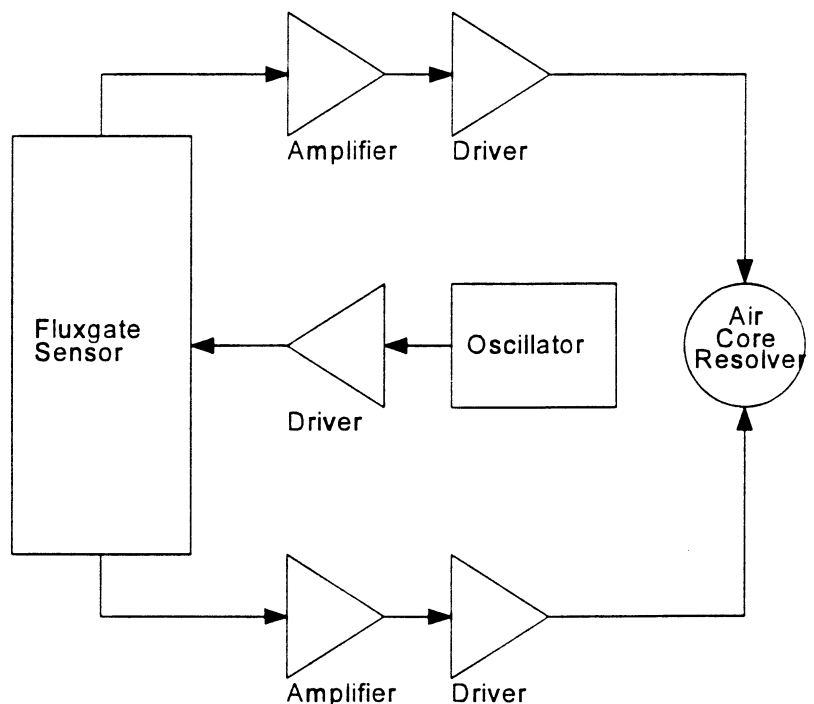 Amplifier
Driver
Fluxgate
Sensor
Driver
Oscillator
Air
Core
Resolver
Amplifier
Driver